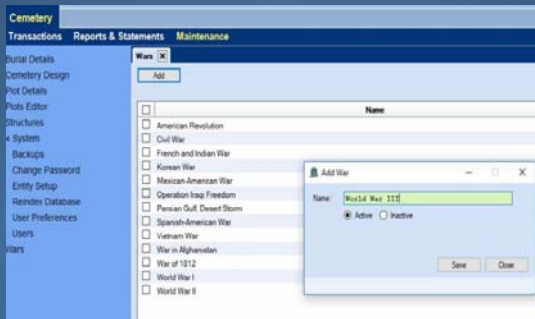 Cemetery
Transactions Reports & Statements Maintenance
Burial Details
Cemetery Design
Plot Details
Plots Editor
Structures
« System
Backups
Change Password
Entity Setup
Reindex Database
User Preferences
Users
Wars
Wars
Add
Name
American Revolution
Civil War
French and Indian War
Korean War
Mexican-American War
Operation Iraqi Freedom
Persian Gulf, Desert Storm
Spanish-American War
Vietnam War
War in Afghanistan
War of 1812
World War I
World War II
Add War
Name: World War III
Active Inactive
Save Close